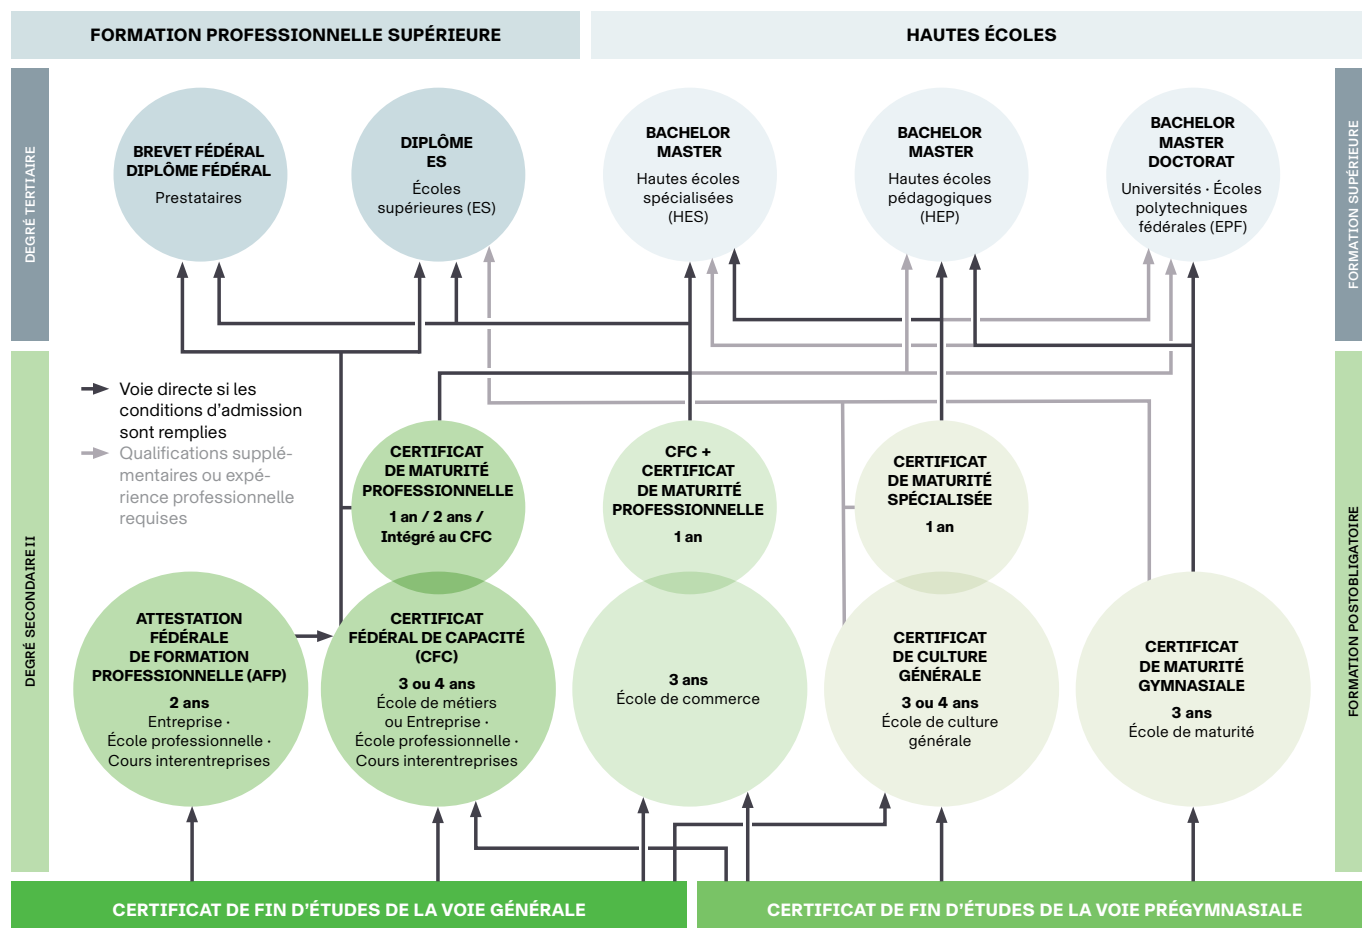 FORMATION PROFESSIONNELLE SUPÉRIEURE
HAUTES ÉCOLES
DEGRÉ TERTIAIRE
BREVET FÉDÉRAL
DIPLÔME FÉDÉRAL
Prestataires
DIPLÔME
ES
Écoles
supérieures (ES)
BACHELOR
MASTER
Hautes écoles
spécialisées
(HES)
BACHELOR
MASTER
Hautes écoles
pédagogiques
(HEP)
BACHELOR
MASTER
DOCTORAT
Universités · Écoles
polytechniques
fédérales (EPF)
FORMATION SUPÉRIEURE
Voie directe si les
conditions d'admission
sont remplies
Qualifications supplé-
mentaires ou expé-
rience professionnelle
requises
DEGRÉ SECONDAIRE II
CERTIFICAT
DE MATURITÉ
PROFESSIONNELLE
1 an / 2 ans /
Intégré au CFC
CFC +
CERTIFICAT
DE MATURITÉ
PROFESSIONNELLE
1 an
CERTIFICAT
DE MATURITÉ
SPÉCIALISÉE
1 an
FORMATION POSTOBLIGATOIRE
ATTESTATION
FÉDÉRALE
DE FORMATION
PROFESSIONNELLE (AFP)
2 ans
Entreprise ·
École professionnelle ·
Cours interentreprises
CERTIFICAT
FÉDÉRAL DE CAPACITÉ
(CFC)
3 ou 4 ans
École de métiers
ou Entreprise ·
École professionnelle ·
Cours interentreprises
3 ans
École de commerce
CERTIFICAT
DE CULTURE
GÉNÉRALE
3 ou 4 ans
École de culture
générale
CERTIFICAT
DE MATURITÉ
GYMNASIALE
3 ans
École de maturité
CERTIFICAT DE FIN D'ÉTUDES DE LA VOIE GÉNÉRALE
CERTIFICAT DE FIN D'ÉTUDES DE LA VOIE PRÉGYMNASIALE